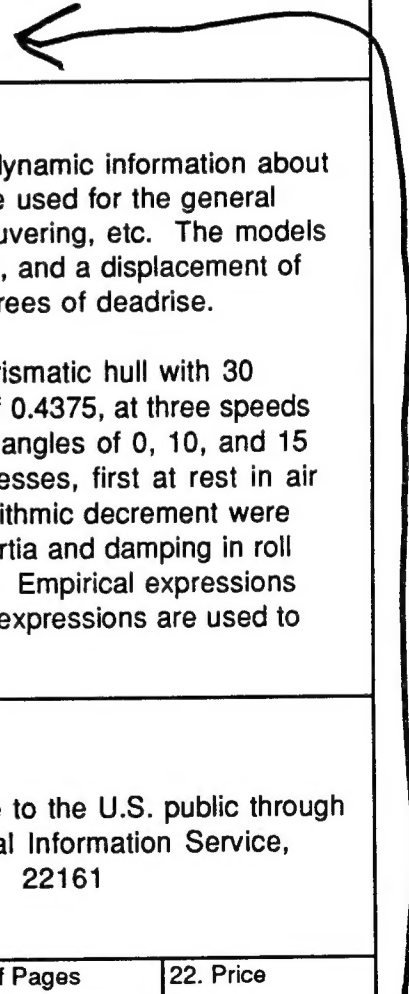 dynamic information about
e used for the general
uvering, etc. The models
, and a displacement of
rees of deadrise.
rismatic hull with 30
f 0.4375, at three speeds
angles of 0, 10, and 15
esses, first at rest in air
ithmic decrement were
rtia and damping in roll
Empirical expressions
expressions are used to
e to the U.S. public through
al Information Service,
22161
f Pages
22. Price